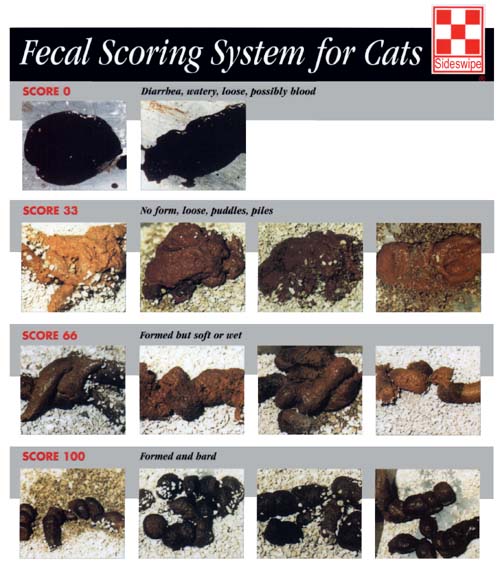 Fecal Scoring System for Cats
Sideswipe
SCORE 0 Diarrhea, watery, loose, possibly blood
SCORE 33 No form, loose, puddles, piles
SCORE 66 Formed but soft or wet
SCORE 100 Formed and hard